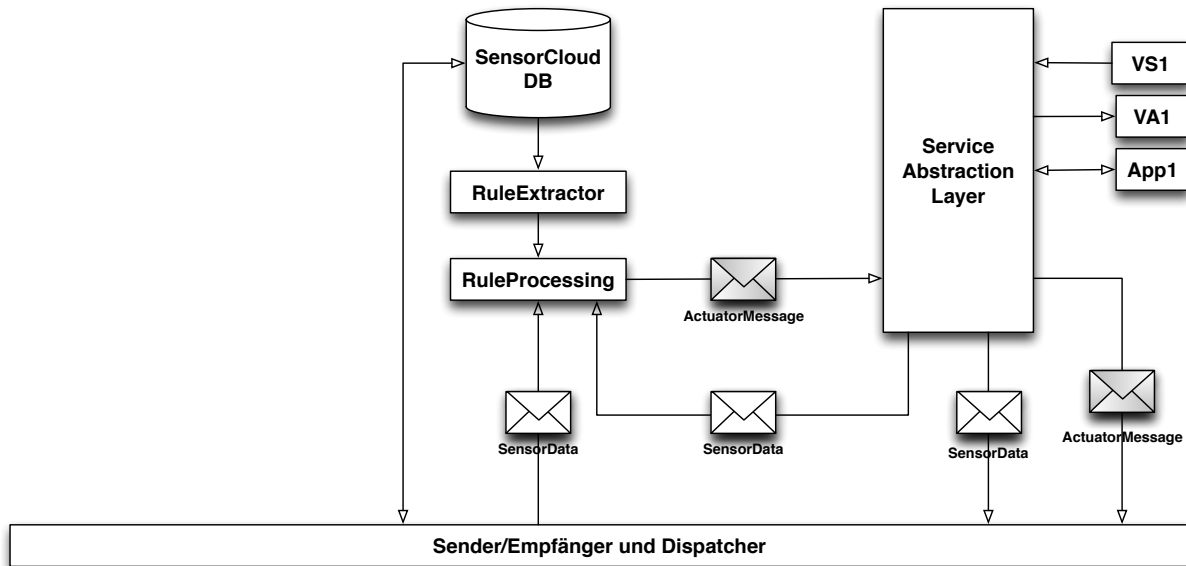 SensorCloud
DB
RuleExtractor
RuleProcessing
ActuatorMessage
Service
Abstraction
Layer
VS1
VA1
App1
SensorData
SensorData
SensorData
ActuatorMessage
Sender/Empfänger und Dispatcher